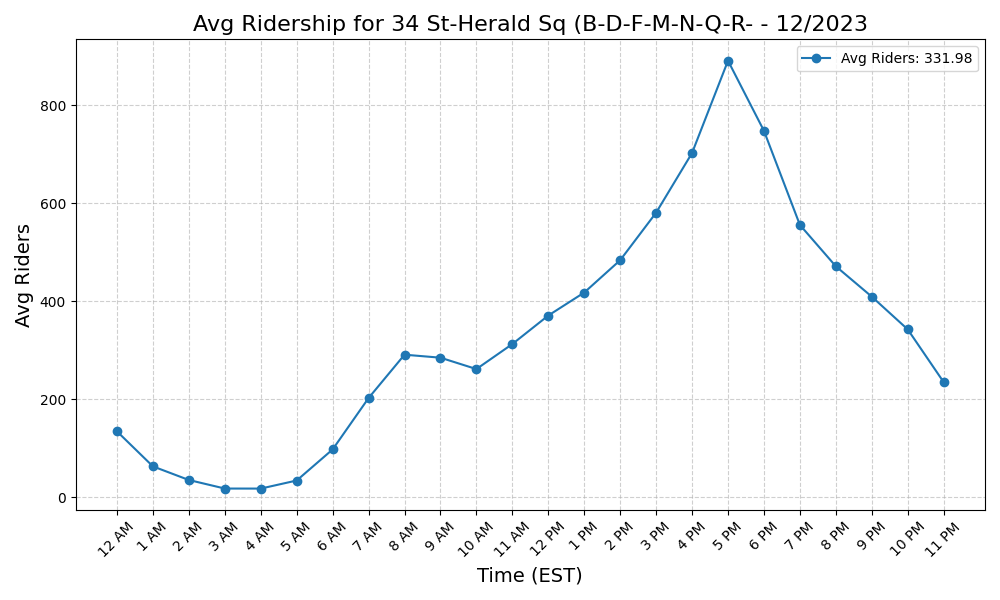 Avg Ridership for 34 St-Herald Sq (B-D-F-M-N-Q-R- - 12/2023
Avg Riders: 331.98
Avg Riders
800
600
400
200
0
12 AM 1 AM 2 AM 3 AM 4 AM 5 AM 6 AM 7 AM 8 AM 9 AM 10 AM 11 AM 12 PM 1 PM 2 PM 3 PM 4 PM 5 PM 6 PM 7 PM 8 PM 9 PM 10 PM 11 PM
Time (EST)